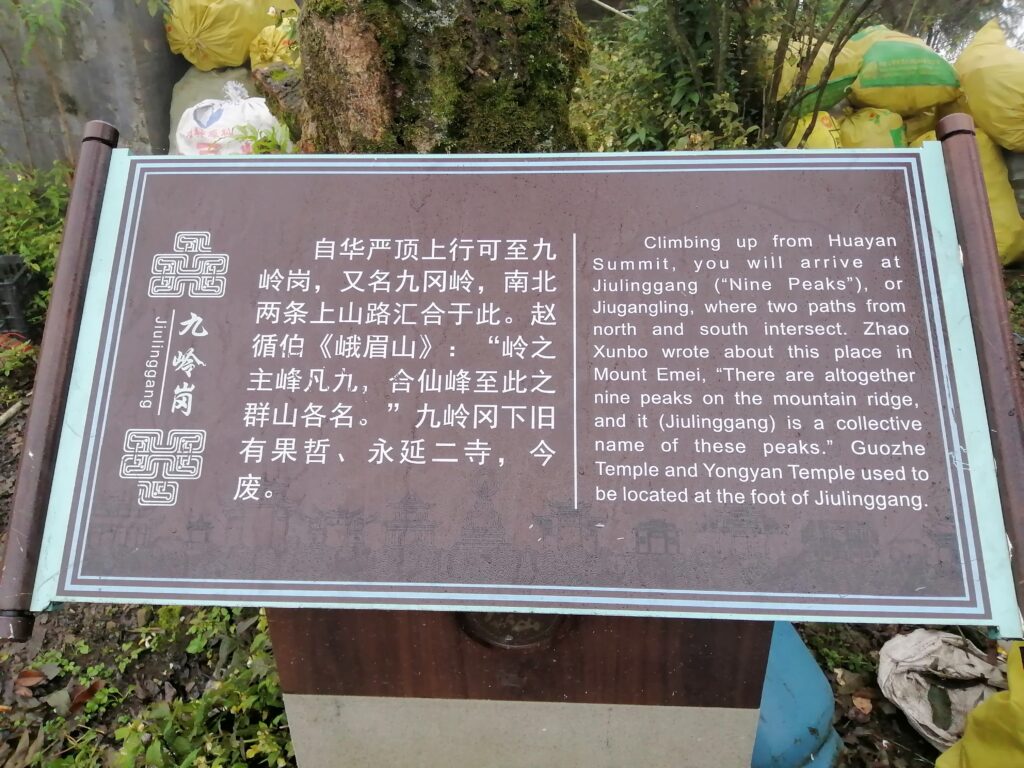 九岭岗
Jiulinggang
自华严顶上行可至九
岭岗，又名九冈岭，南北
两条上山路汇合于此。赵
循伯《峨眉山》：“岭之
主峰凡九，合仙峰至此之
群山各名。”九岭冈下旧
有果哲、永延二寺，今
废。
Climbing up from Huayan
Summit, you will arrive at
Jiulinggang (“Nine Peaks”), or
Jiugangling, where two paths from
north and south intersect. Zhao
Xunbo wrote about this place in
Mount Emei, “There are altogether
nine peaks on the mountain ridge,
and it (Jiulinggang) is a collective
name of these peaks.” Guozhe
Temple and Yongyan Temple used to
be located at the foot of Jiulinggang.